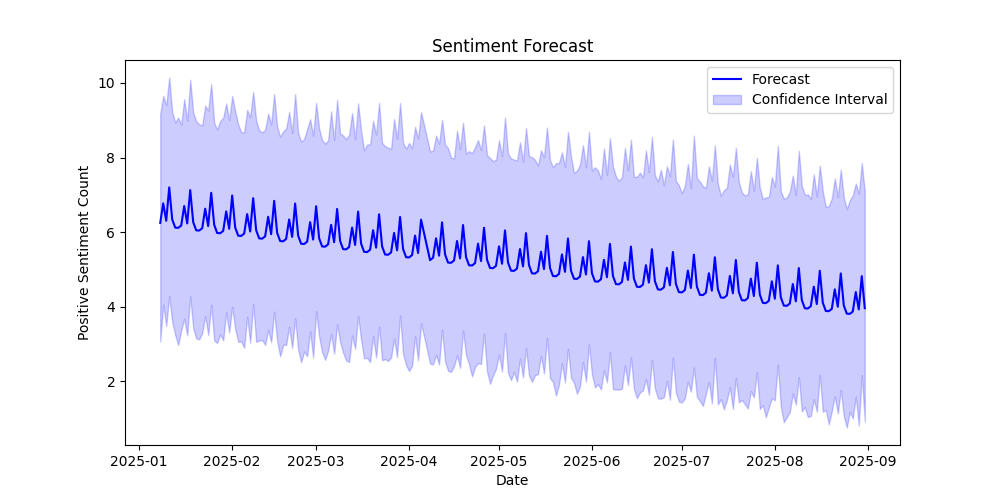 Sentiment Forecast
Forecast
Confidence Interval
Positive Sentiment Count
10
8
6
4
2
2025-01 2025-02 2025-03 2025-04 2025-05 2025-06 2025-07 2025-08 2025-09
Date